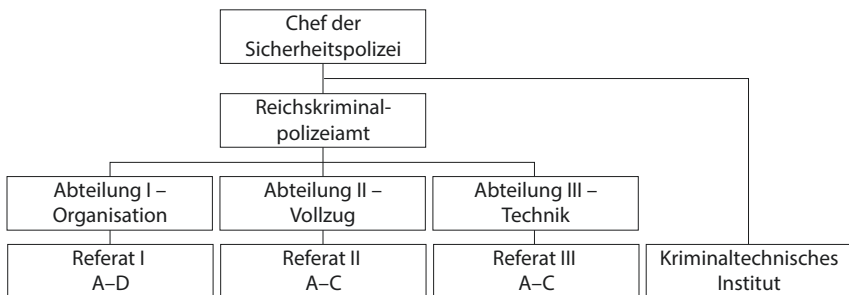 Chef der
Sicherheitspolizei
Reichskriminal-
polizeiamt
Abteilung I –
Organisation
Abteilung II –
Vollzug
Abteilung III –
Technik
Referat I
A–D
Referat II
A–C
Referat III
A–C
Kriminaltechnisches
Institut